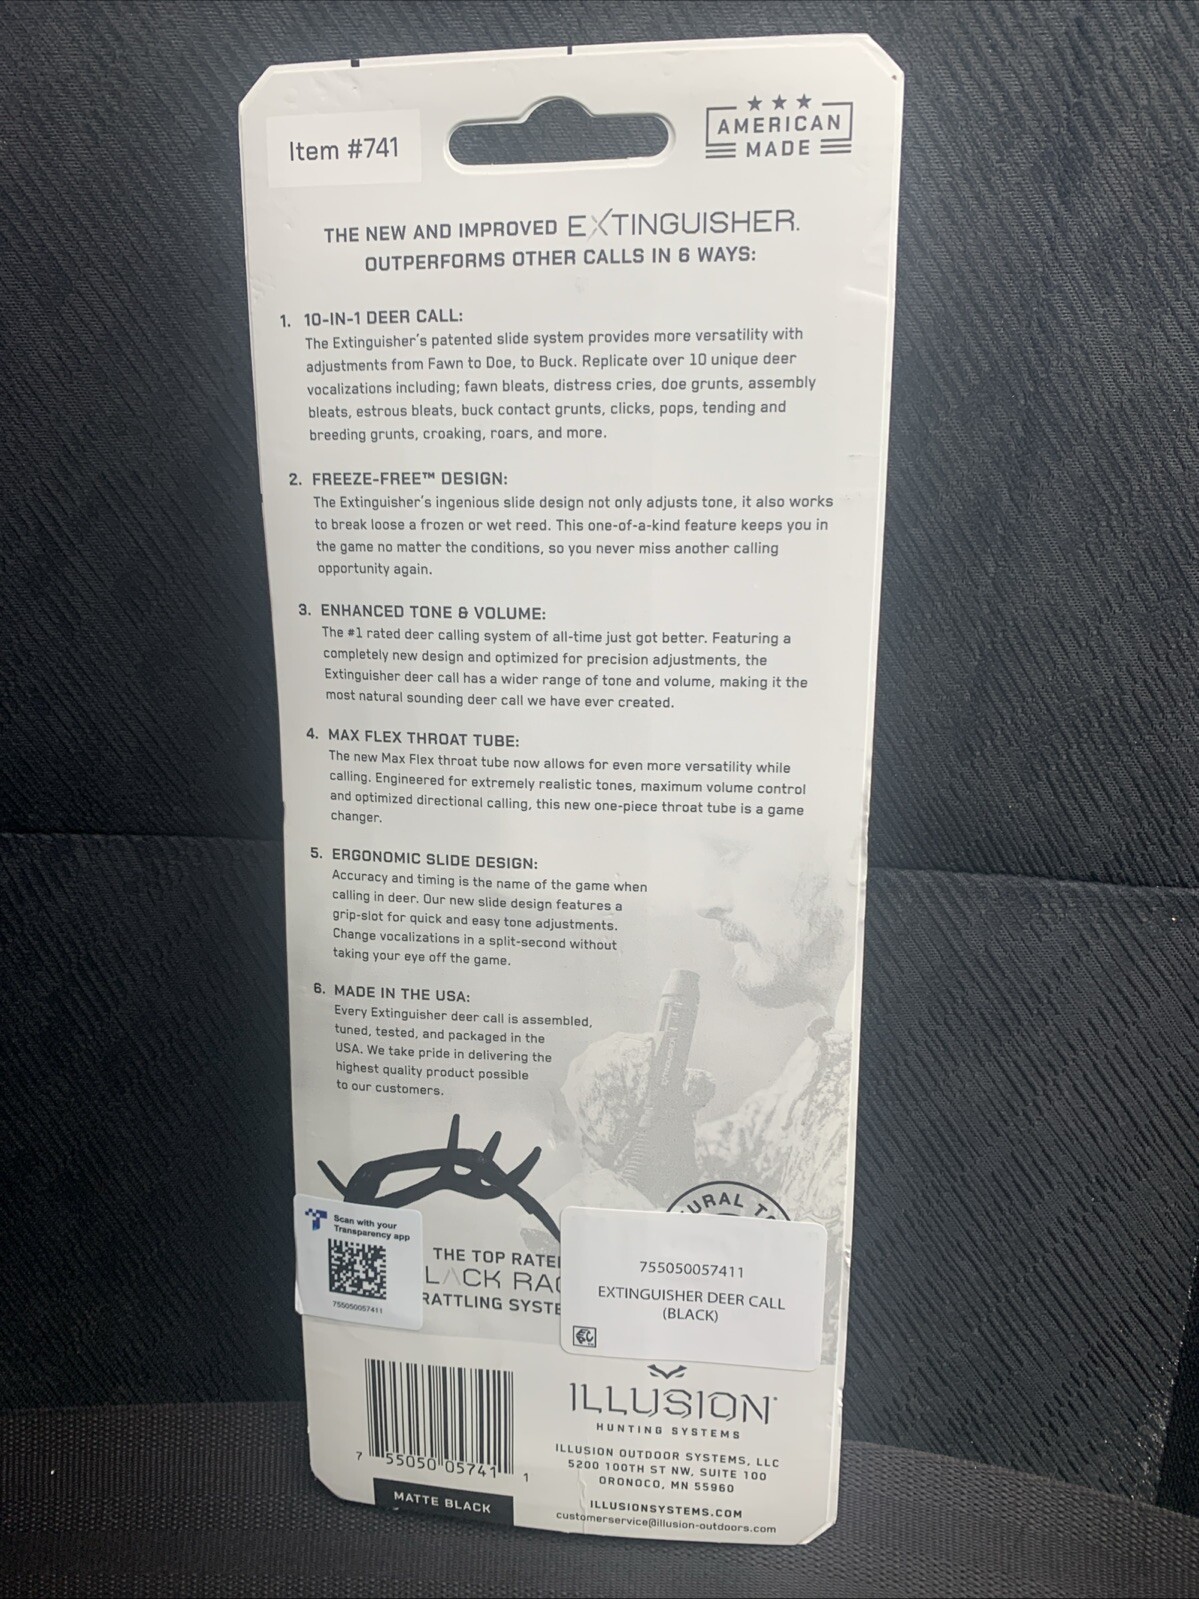 Item #741
AMERICAN
MADE
THE NEW AND IMPROVED EXTINGUISHER.
OUTPERFORMS OTHER CALLS IN 6 WAYS:
1. 10-IN-1 DEER CALL:
The Extinguisher's patented slide system provides more versatility with
adjustments from Fawn to Doe, to Buck. Replicate over 10 unique deer
vocalizations including; fawn bleats, distress cries, doe grunts, assembly
bleats, estrous bleats, buck contact grunts, clicks, pops, tending and
breeding grunts, croaking, roars, and more.
2. FREEZE-FREE™ DESIGN:
The Extinguisher's ingenious slide design not only adjusts tone, it also works
to break loose a frozen or wet reed. This one-of-a-kind feature keeps you in
the game no matter the conditions, so you never miss another calling
opportunity again.
3. ENHANCED TONE & VOLUME:
The #1 rated deer calling system of all-time just got better. Featuring a
completely new design and optimized for precision adjustments, the
Extinguisher deer call has a wider range of tone and volume, making it the
most natural sounding deer call we have ever created.
4. MAX FLEX THROAT TUBE:
The new Max Flex throat tube now allows for even more versatility while
calling. Engineered for extremely realistic tones, maximum volume control
and optimized directional calling, this new one-piece throat tube is a game
changer.
5. ERGONOMIC SLIDE DESIGN:
Accuracy and timing is the name of the game when
calling in deer. Our new slide design features a
grip-slot for quick and easy tone adjustments.
Change vocalizations in a split-second without
taking your eye off the game.
6. MADE IN THE USA:
Every Extinguisher deer call is assembled,
tuned, tested, and packaged in the
USA. We take pride in delivering the
highest quality product possible
to our customers.
URAL T
Scan with your
Transparency app
755050057411
THE TOP RATE
LACK RAC
RATTLING SYSTE
755050057411
EXTINGUISHER DEER CALL
(BLACK)
7 55050 05741 1
MATTE BLACK
ILLUSION
HUNTING SYSTEMS
ILLUSION OUTDOOR SYSTEMS, LLC
5200 100TH ST NW, SUITE 100
ORONOCO, MN 55960
ILLUSIONSYSTEMS.COM
customerservice@illusion-outdoors.com